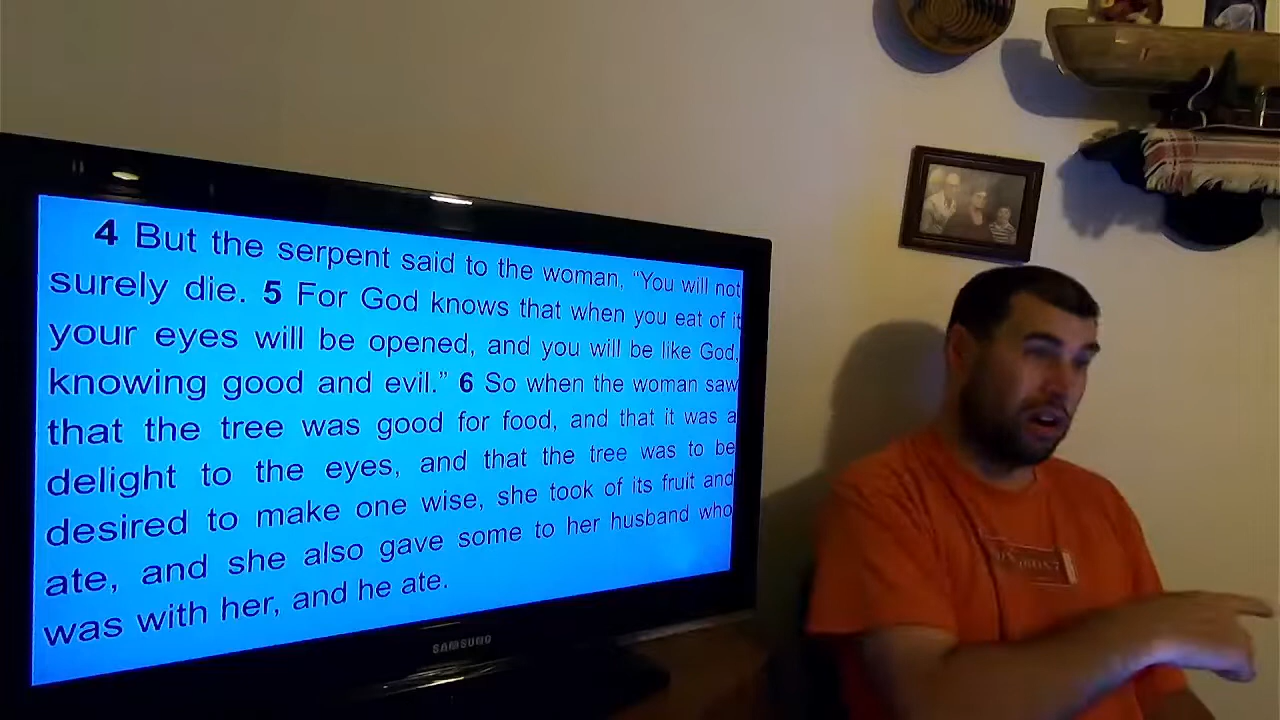 4 But the serpent said to the woman, “You will not
surely die. 5 For God knows that when you eat of it
your eyes will be opened, and you will be like God,
knowing good and evil.” 6 So when the woman saw
that the tree was good for food, and that it was a
delight to the eyes, and that the tree was to be
desired to make one wise, she took of its fruit and
ate, and she also gave some to her husband who
was with her, and he ate.
SAMSUNG